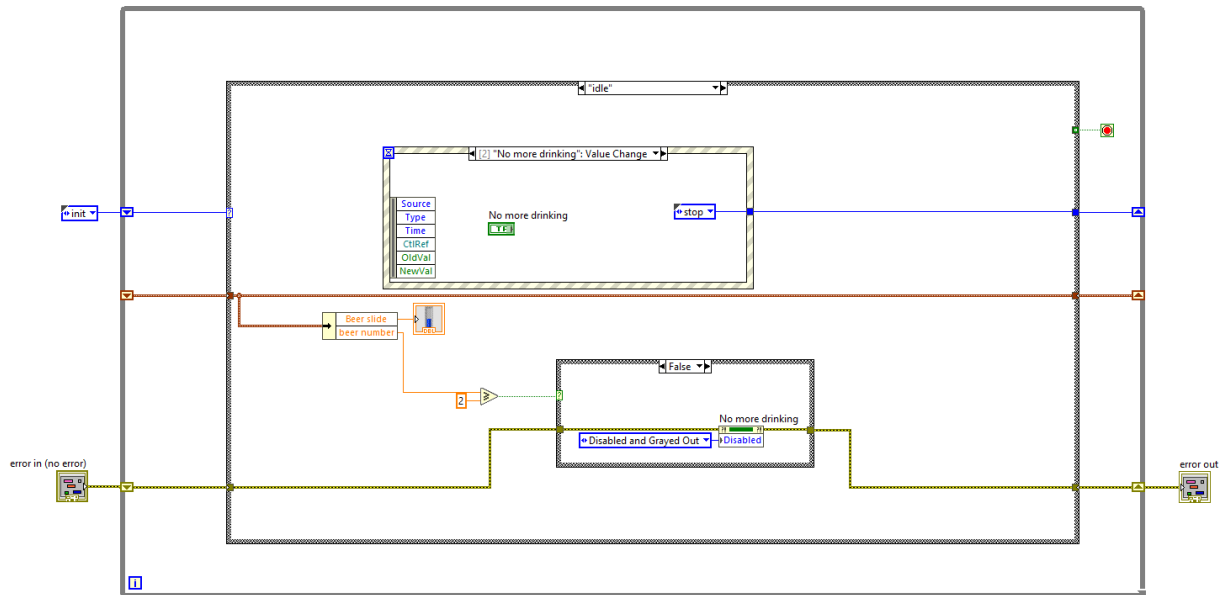 "idle"
[2] "No more drinking": Value Change
init
?
Source
Type
Time
CtlRef
OldVal
NewVal
No more drinking
TF
stop
Beer slide
beer number
DBL
2
?
False
No more drinking
Disabled and Grayed Out
Disabled
error in (no error)
error out
i